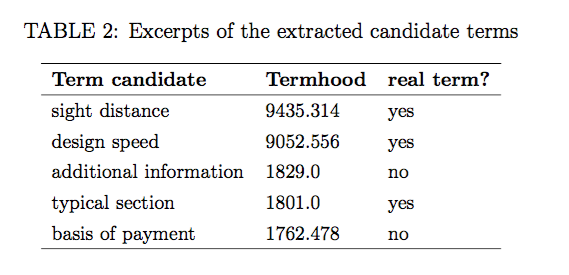 TABLE 2: Excerpts of the extracted candidate terms
Term candidate Termhood real term?
sight distance 9435.314 yes
design speed 9052.556 yes
additional information 1829.0 no
typical section 1801.0 yes
basis of payment 1762.478 no